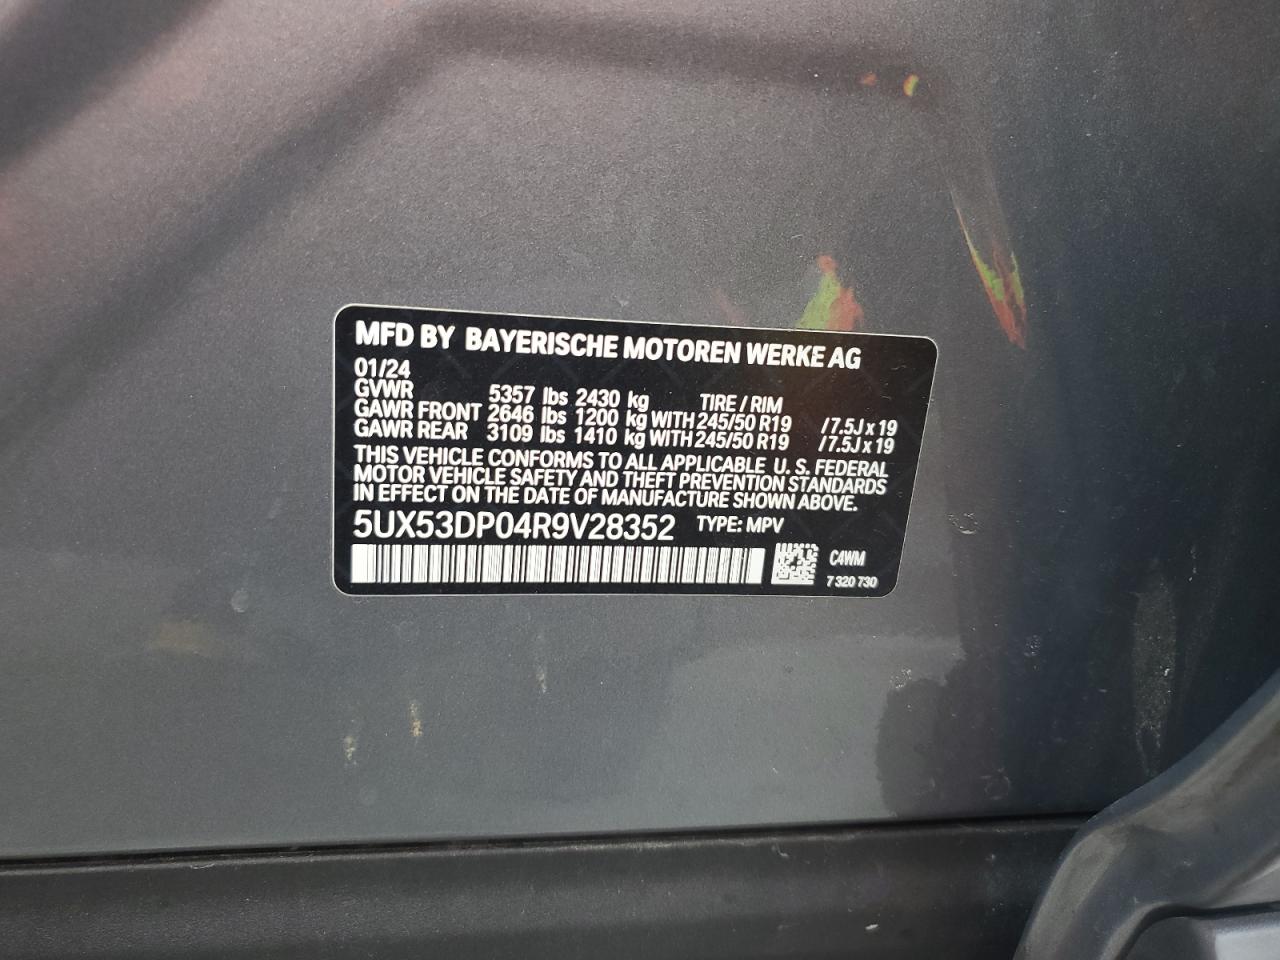 MFD BY BAYERISCHE MOTOREN WERKE AG
01/24
GVWR 5357 lbs 2430 kg TIRE / RIM
GAWR FRONT 2646 lbs 1200 kg WITH 245/50 R19 /7.5J x 19
GAWR REAR 3109 lbs 1410 kg WITH 245/50 R19 /7.5J x 19
THIS VEHICLE CONFORMS TO ALL APPLICABLE U. S. FEDERAL
MOTOR VEHICLE SAFETY AND THEFT PREVENTION STANDARDS
IN EFFECT ON THE DATE OF MANUFACTURE SHOWN ABOVE.
5UX53DP04R9V28352 TYPE: MPV
C4WM
7 320 730